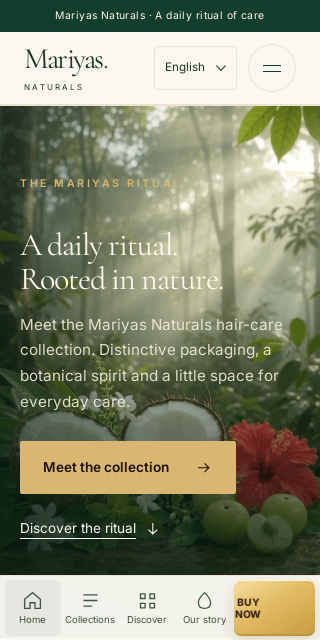 Mariyas Naturals · A daily ritual of care
Mariyas.
NATURALS
English
THE MARIYAS RITUAL
A daily ritual.
Rooted in nature.
Meet the Mariyas Naturals hair-care
collection. Distinctive packaging, a
botanical spirit and a little space for
everyday care.
Meet the collection →
Discover the ritual ↓
Home
Collections
Discover
Our story
BUY
NOW